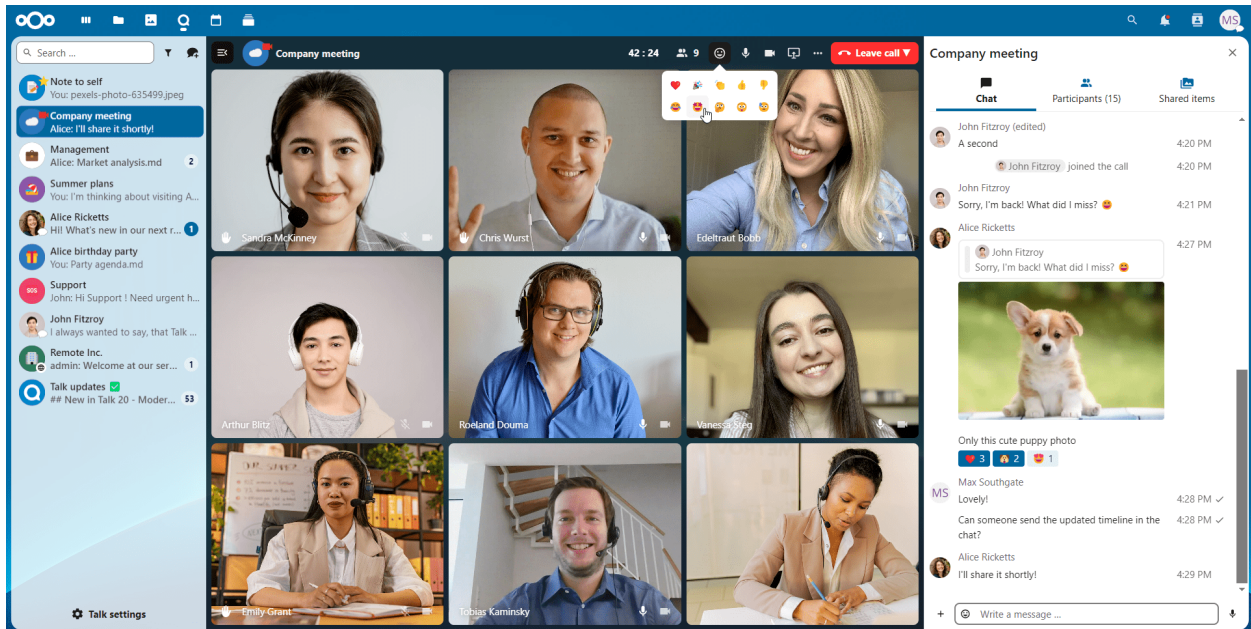 Search ...
Note to self
You: pexels-photo-635499.jpeg
Company meeting
Alice: I'll share it shortly!
Management
Alice: Market analysis.md
2
Summer plans
You: I'm thinking about visiting A...
Alice Ricketts
Hi! What's new in our next r...
1
Alice birthday party
You: Party agenda.md
SOS
Support
John: Hi Support ! Need urgent h...
John Fitzroy
I always wanted to say, that Talk ...
Remote Inc.
admin: Welcome at our ser...
1
Talk updates ✅
## New in Talk 20 - Moder...
53
Talk settings
Company meeting
42 : 24
9
Leave call
Sandra McKinney
Chris Wurst
Edeltraut Bobb
Arthur Blitz
Roeland Douma
Vanessa Steg
Emily Grant
Tobias Kaminsky
MS
Company meeting
Chat
Participants (15)
Shared items
John Fitzroy (edited)
A second
4:20 PM
John Fitzroy joined the call
4:20 PM
John Fitzroy
Sorry, I'm back! What did I miss? 😀
4:21 PM
Alice Ricketts
John Fitzroy
4:27 PM
Sorry, I'm back! What did I miss? 😀
Only this cute puppy photo
❤️ 3
2
😍 1
Max Southgate
MS
Lovely!
4:28 PM ✓
Can someone send the updated timeline in the
4:28 PM ✓
chat?
Alice Ricketts
I'll share it shortly!
4:29 PM
Write a message ...